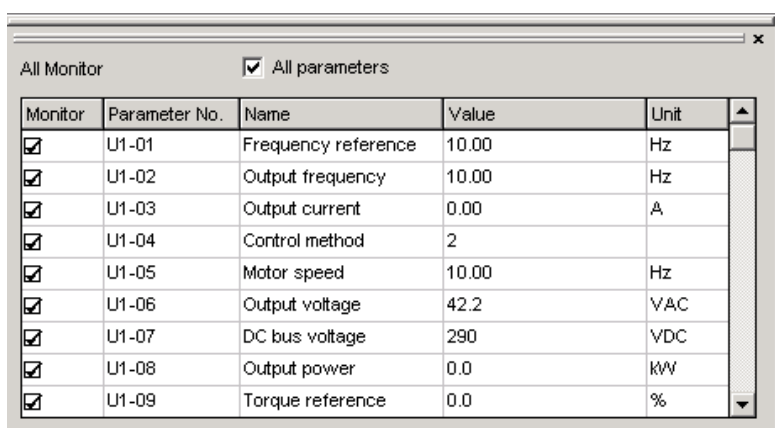 All Monitor All parameters
Monitor Parameter No. Name Value Unit
U1-01 Frequency reference 10.00 Hz
U1-02 Output frequency 10.00 Hz
U1-03 Output current 0.00 A
U1-04 Control method 2
U1-05 Motor speed 10.00 Hz
U1-06 Output voltage 42.2 VAC
U1-07 DC bus voltage 290 VDC
U1-08 Output power 0.0 kW
U1-09 Torque reference 0.0 %